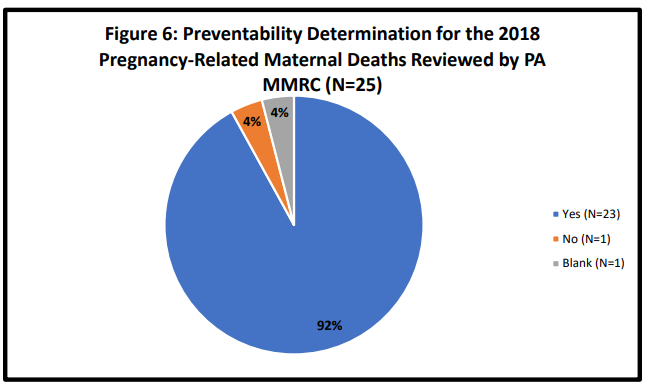 Figure 6: Preventability Determination for the 2018
Pregnancy-Related Maternal Deaths Reviewed by PA
MMRC (N=25)
4%
4%
Yes (N=23)
No (N=1)
Blank (N=1)
92%